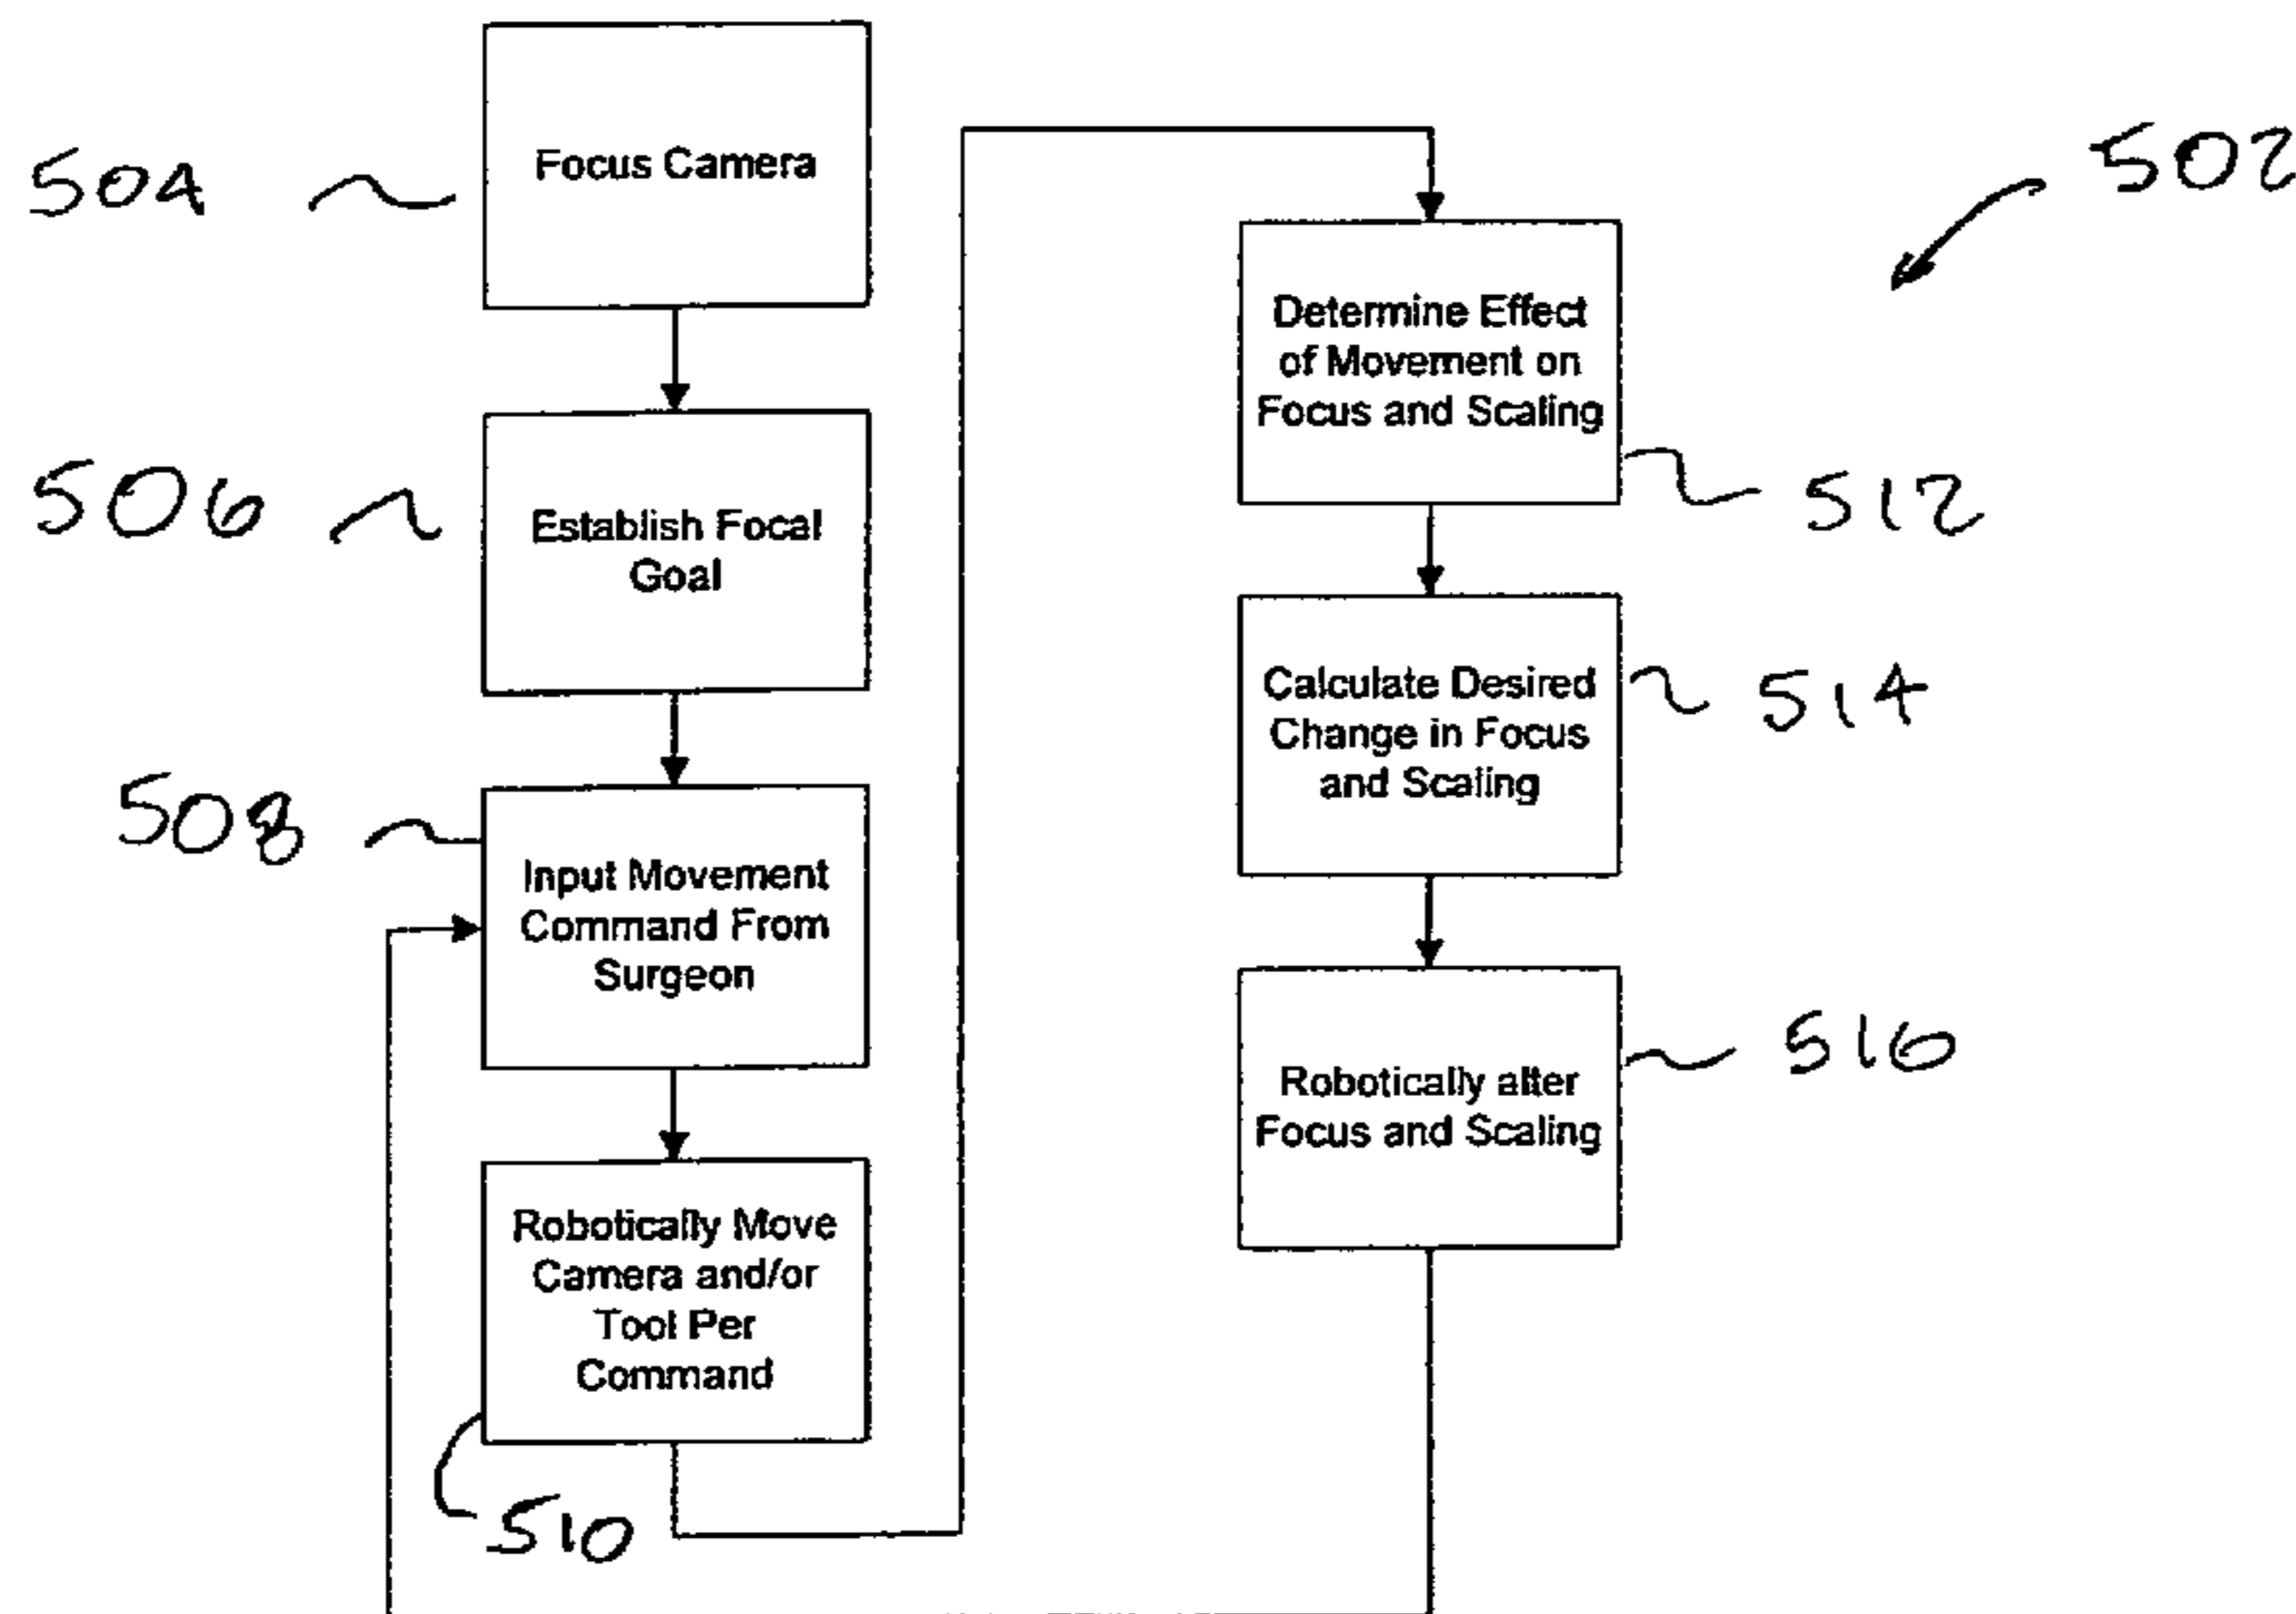 504
Focus Camera
506
Establish Focal
Goal
508
Input Movement
Command From
Surgeon
Robotically Move
Camera and/or
Tool Per
Command
510
502
Determine Effect
of Movement on
Focus and Scaling
512
Calculate Desired
Change in Focus
and Scaling
514
Robotically alter
Focus and Scaling
516